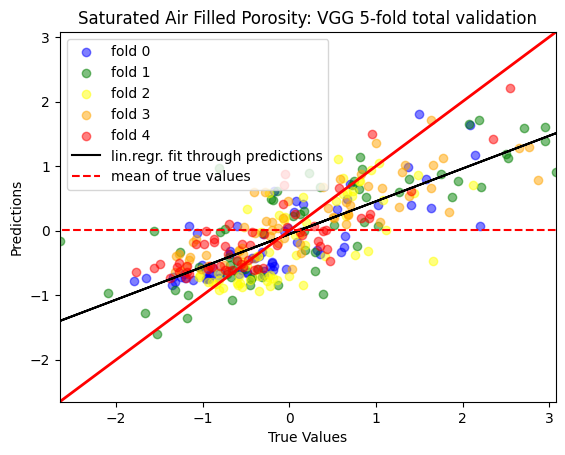 Saturated Air Filled Porosity: VGG 5-fold total validation
fold 0
fold 1
fold 2
fold 3
fold 4
lin.regr. fit through predictions
mean of true values
Predictions
3
2
1
0
−1
−2
−2
−1
0
1
2
3
True Values